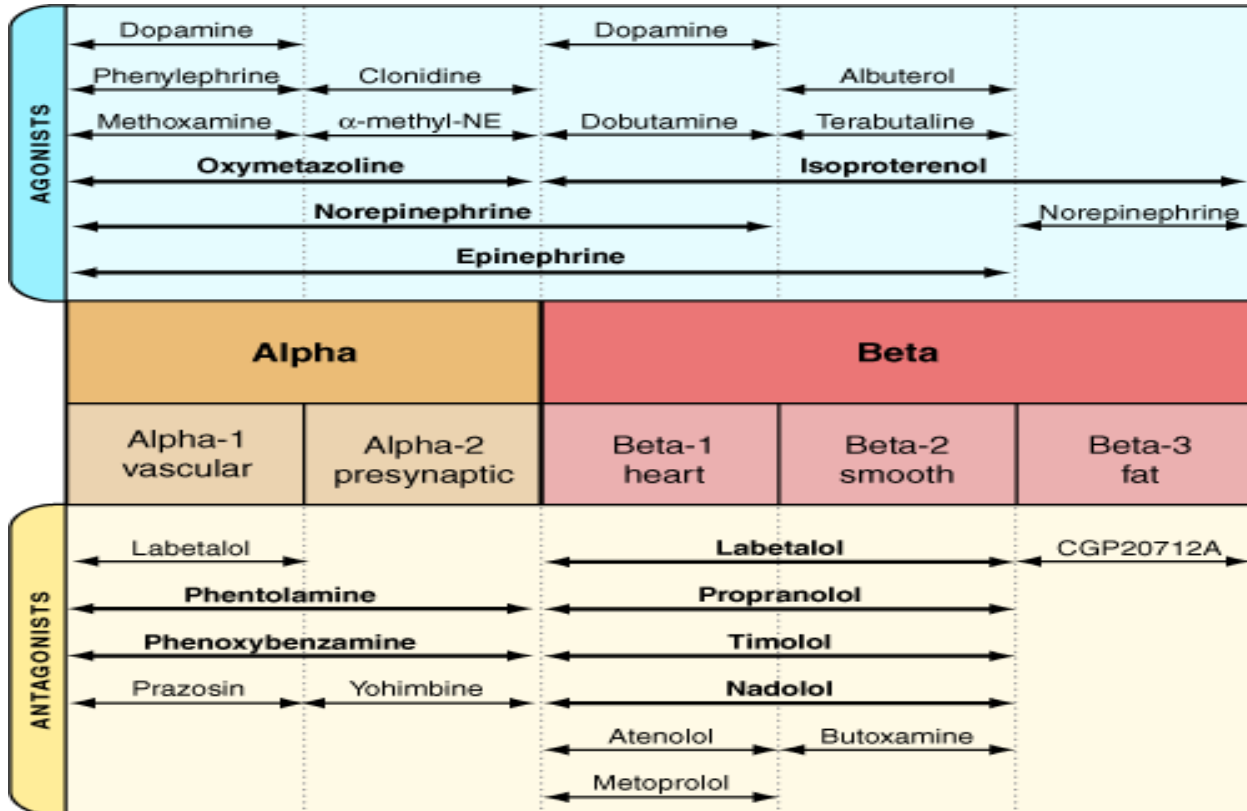 AGONISTS
Dopamine Dopamine
Phenylephrine Clonidine Albuterol
Methoxamine α-methyl-NE Dobutamine Terabutaline
Oxymetazoline Isoproterenol
Norepinephrine Norepinephrine
Epinephrine
Alpha Beta
Alpha-1 Alpha-2 Beta-1 Beta-2 Beta-3
vascular presynaptic heart smooth fat
ANTAGONISTS
Labetalol Labetalol CGP20712A
Phentolamine Propranolol
Phenoxybenzamine Timolol
Prazosin Yohimbine Nadolol
Atenolol Butoxamine
Metoprolol